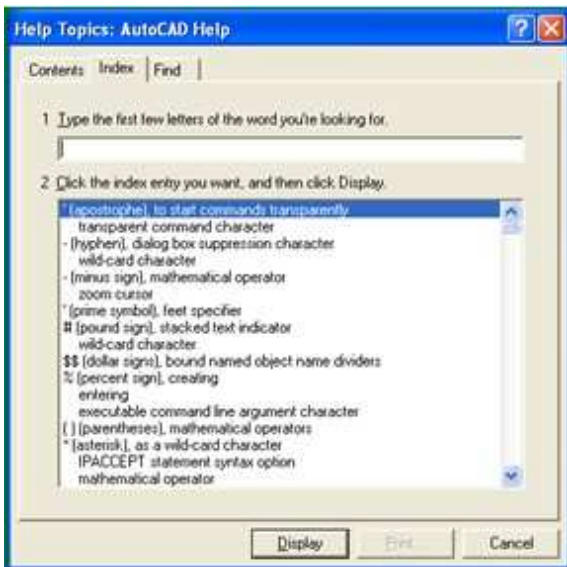 Help Topics: AutoCAD Help
Contents Index Find
1 Type the first few letters of the word you're looking for.
2 Click the index entry you want, and then click Display.
' (apostrophe), to start commands transparently
transparent command character
- (hyphen), dialog box suppression character
wild-card character
- (minus sign), mathematical operator
zoom cursor
' (prime symbol), feet specifier
# (pound sign), stacked text indicator
wild-card character
$$ (dollar signs), bound named object name dividers
% (percent sign), creating
entering
executable command line argument character
( ) (parentheses), mathematical operators
* (asterisk), as a wild-card character
IPACCEPT statement syntax option
mathematical operator
Display Print... Cancel